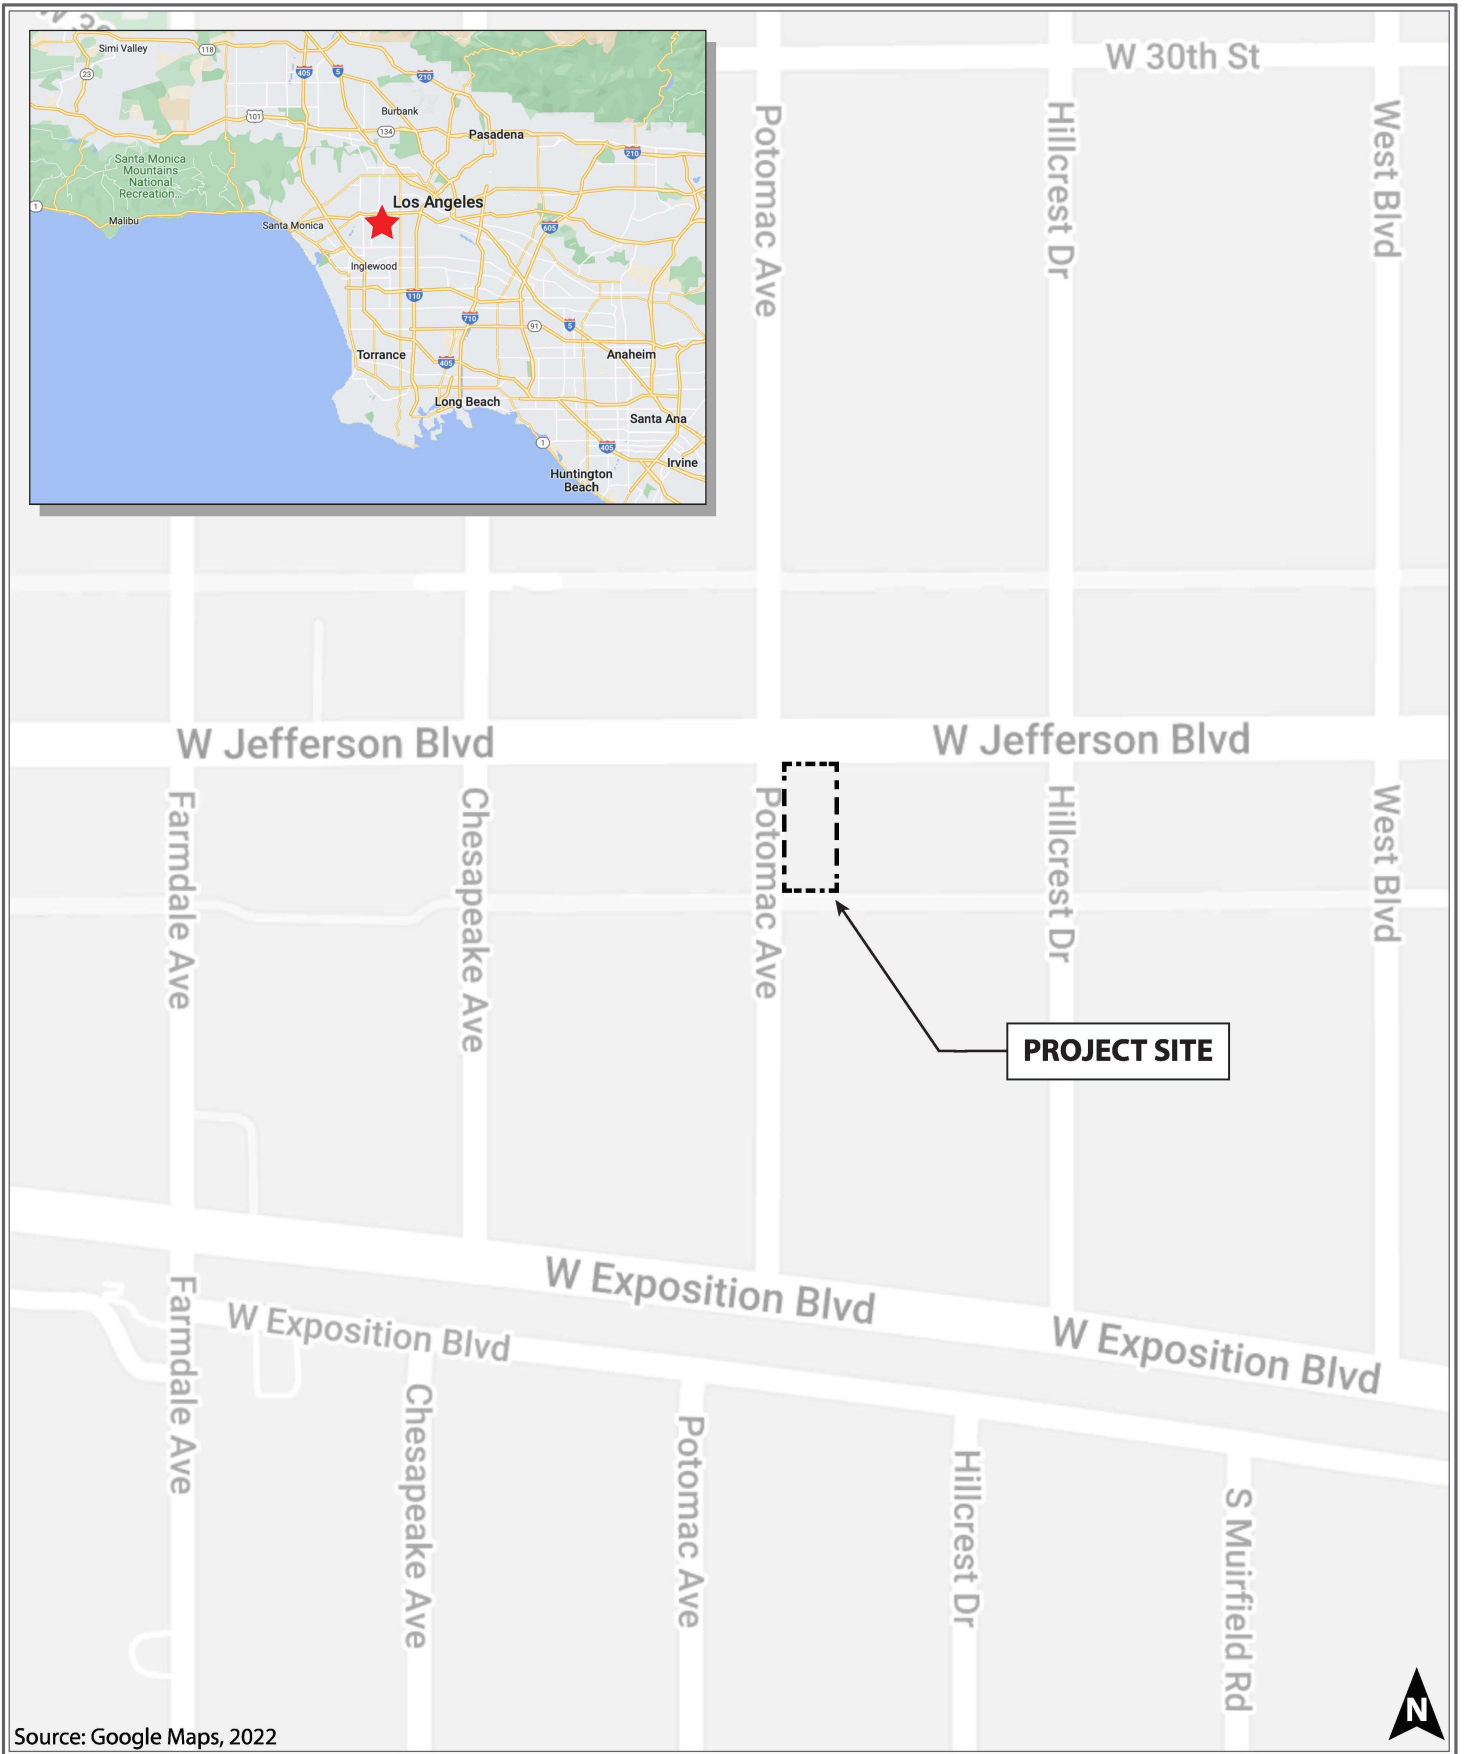 W 30th St
Simi Valley
118
23
405
5
210
101
Burbank
134
Pasadena
210
Santa Monica
Mountains
National
Recreation...
1
Malibu
Santa Monica
Los Angeles
605
Inglewood
110
710
91
5
Torrance
405
Anaheim
Long Beach
Santa Ana
1
405
Irvine
Huntington
Beach
Potomac Ave
Hillcrest Dr
West Blvd
W Jefferson Blvd
W Jefferson Blvd
Farmdale Ave
Chesapeake Ave
Potomac Ave
Hillcrest Dr
West Blvd
PROJECT SITE
W Exposition Blvd
W Exposition Blvd
W Exposition Blvd
Farmdale Ave
Chesapeake Ave
Potomac Ave
Hillcrest Dr
S Muirfield Rd
N
Source: Google Maps, 2022